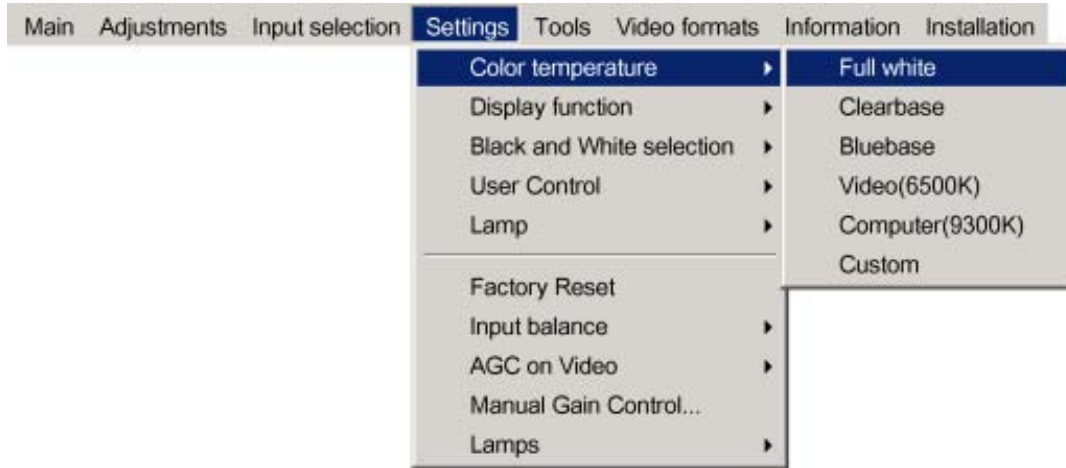 Main Adjustments Input selection Settings Tools Video formats Information Installation
Color temperature
Display function
Black and White selection
User Control
Lamp
Factory Reset
Input balance
AGC on Video
Manual Gain Control...
Lamps
Full white
Clearbase
Bluebase
Video(6500K)
Computer(9300K)
Custom